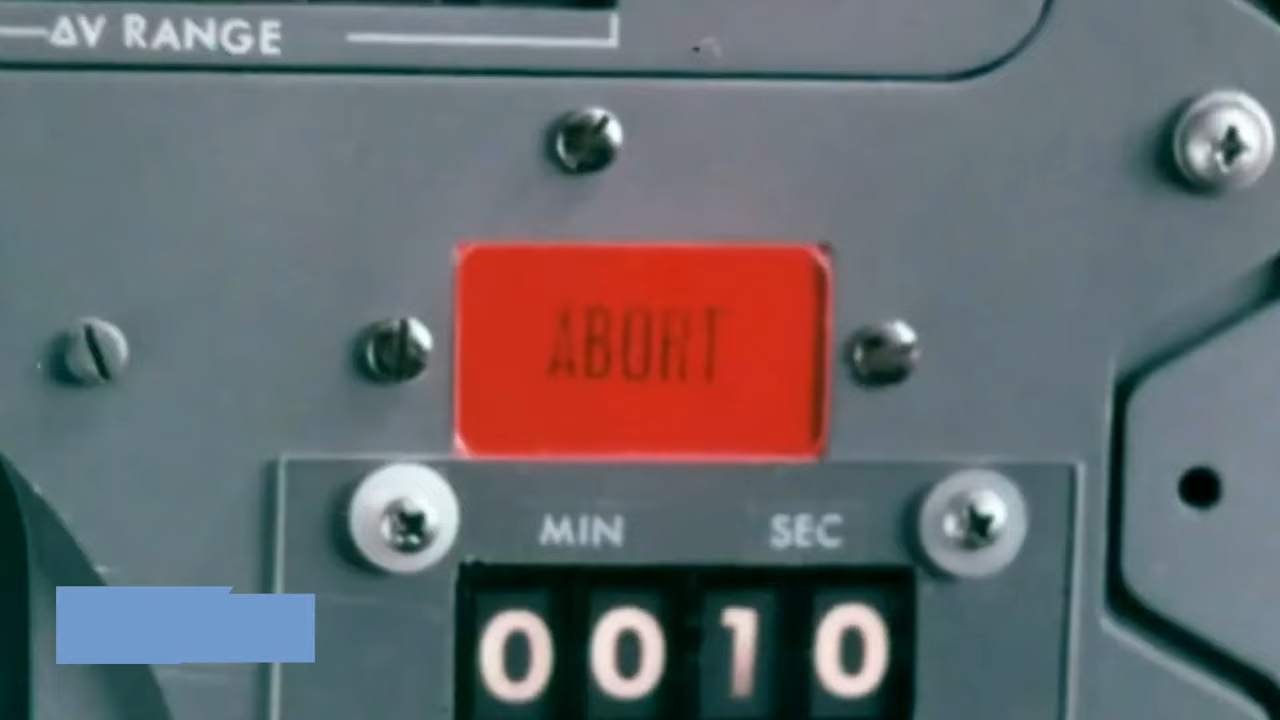 ΔV RANGE
ABORT
MIN SEC
0010